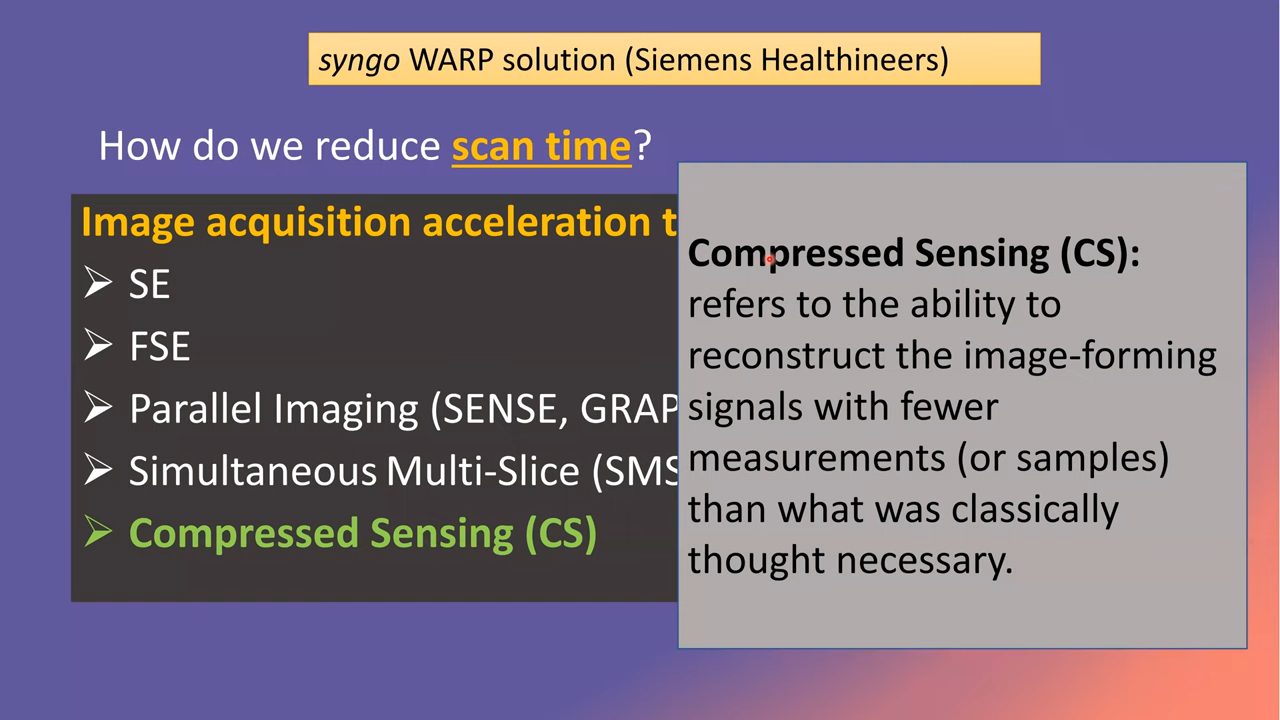 syngo WARP solution (Siemens Healthineers)
How do we reduce scan time?
Image acquisition acceleration t
➢ SE
➢ FSE
➢ Parallel Imaging (SENSE, GRAP
➢ Simultaneous Multi-Slice (SMS
➢ Compressed Sensing (CS)
Compressed Sensing (CS):
refers to the ability to
reconstruct the image-forming
signals with fewer
measurements (or samples)
than what was classically
thought necessary.